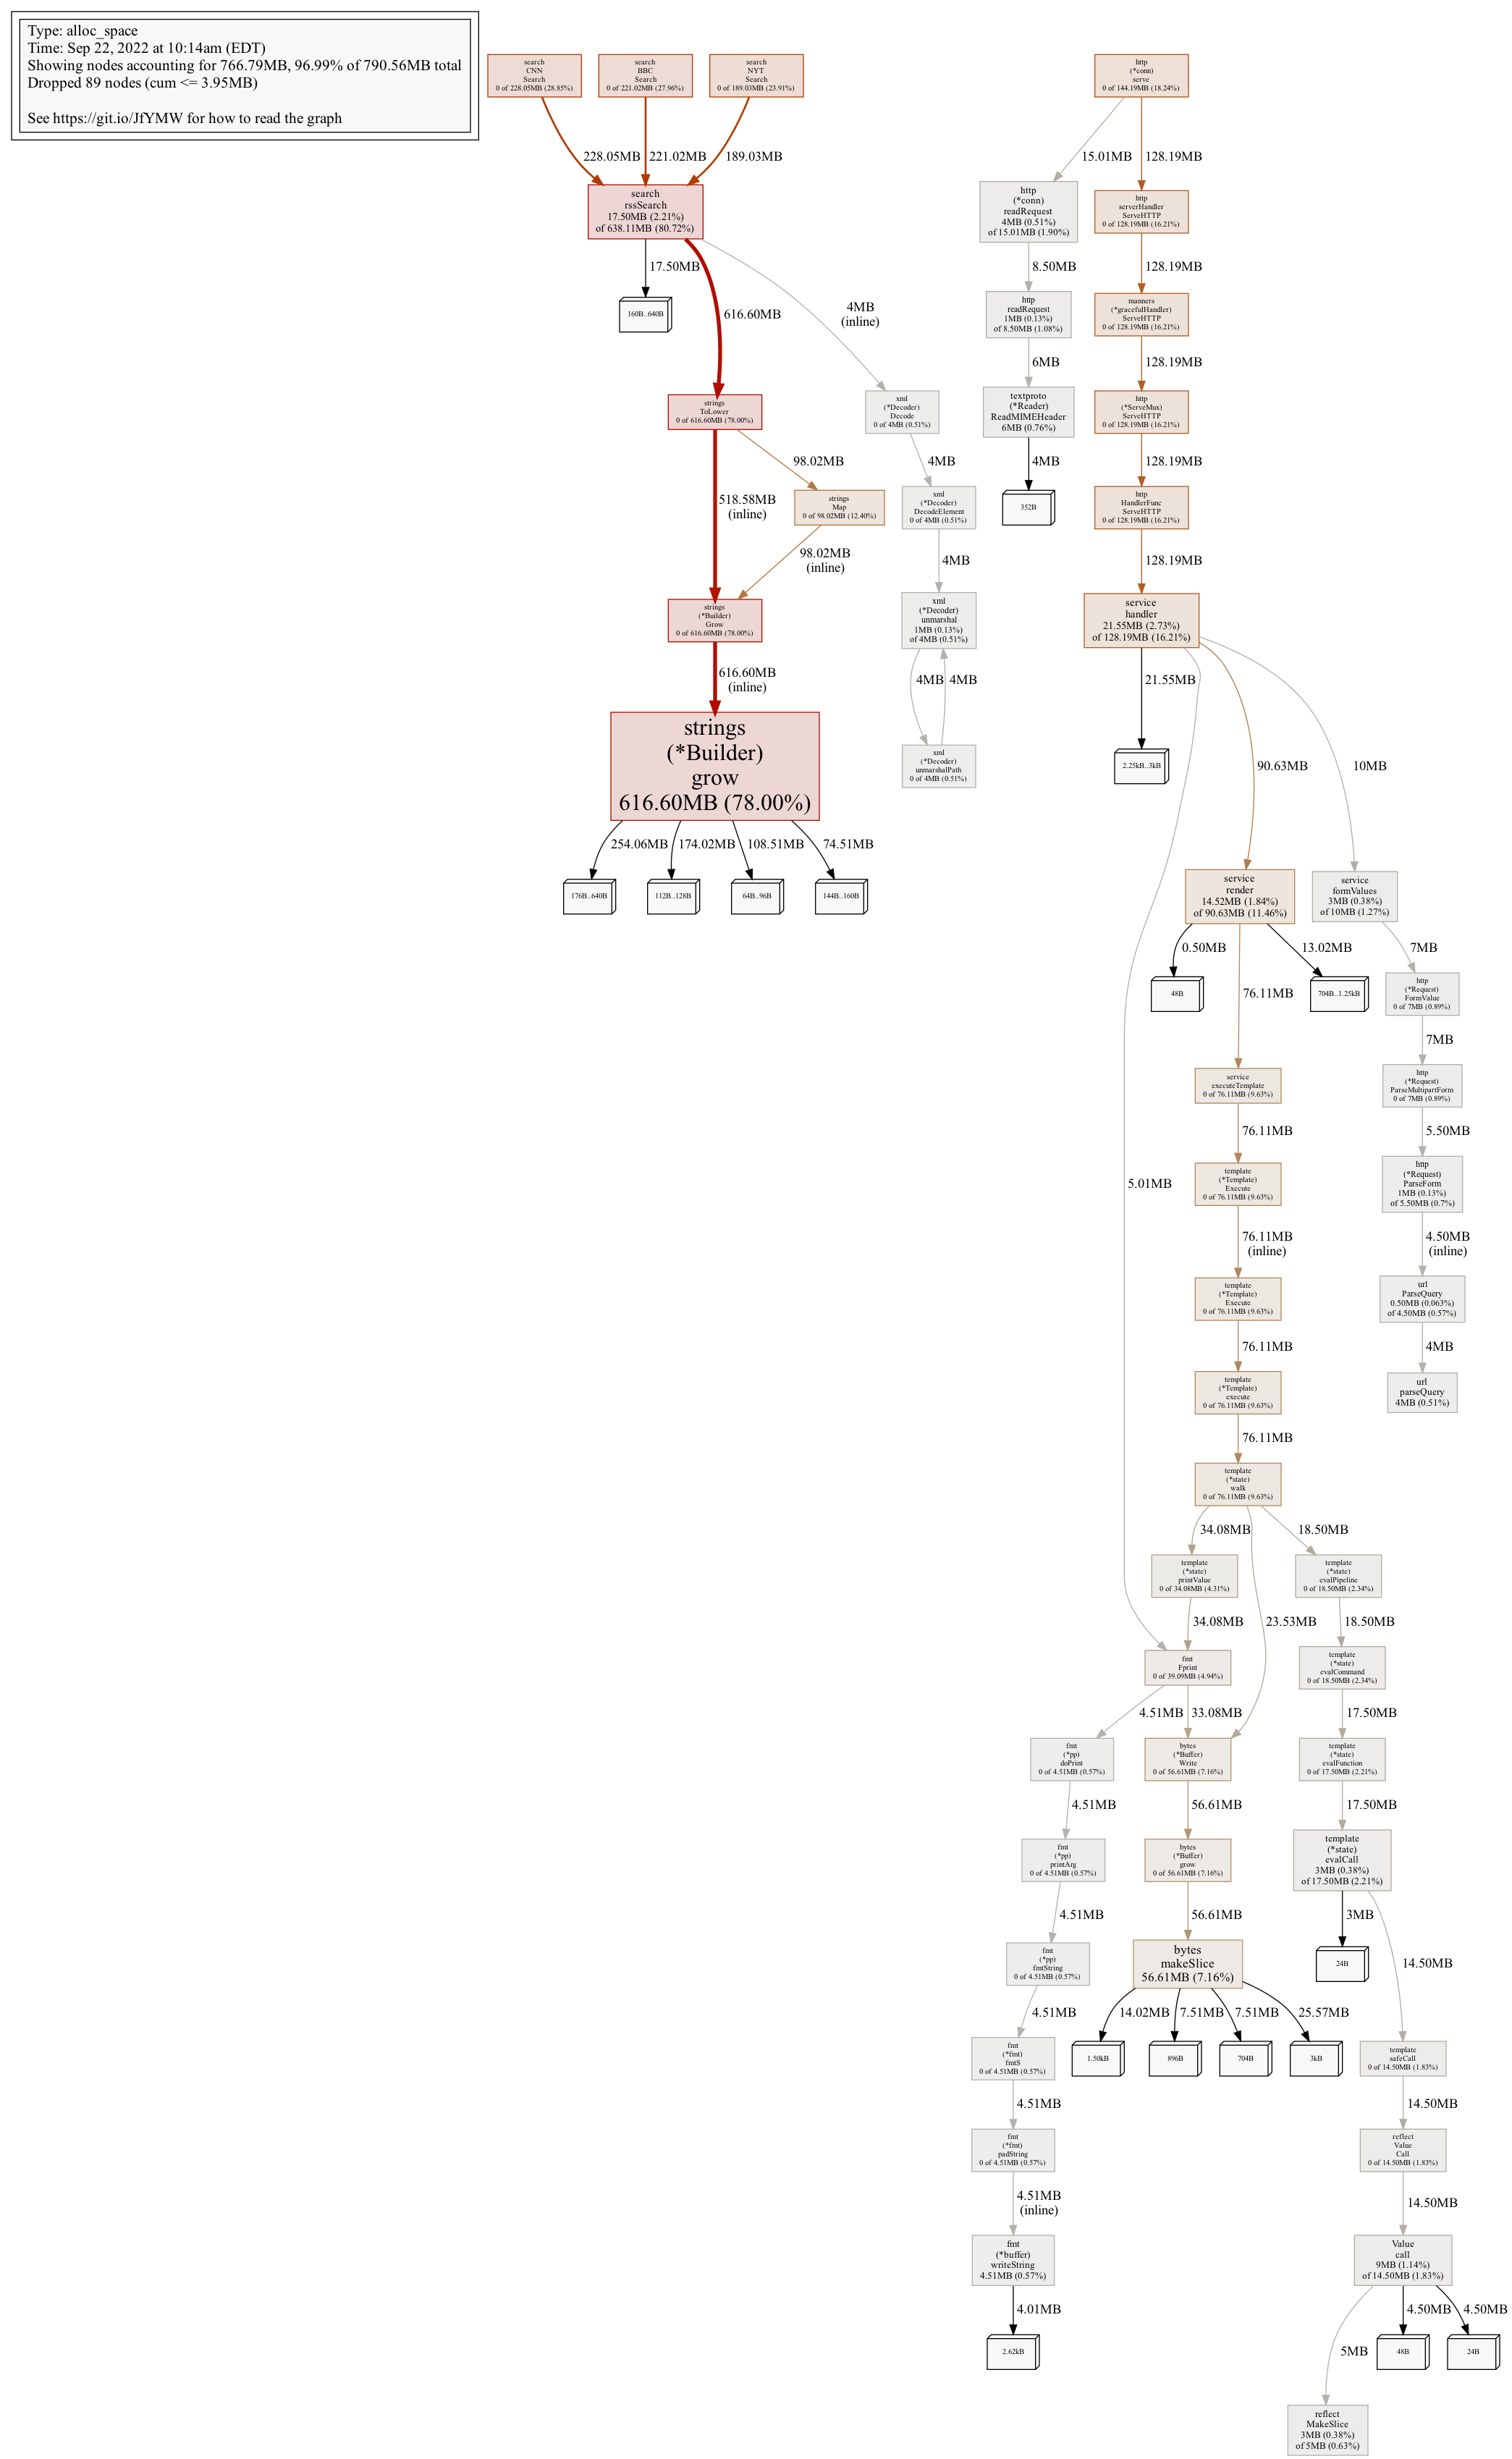 Type: alloc_space
Time: Sep 22, 2022 at 10:14am (EDT)
Showing nodes accounting for 766.79MB, 96.99% of 790.56MB total
Dropped 89 nodes (cum <= 3.95MB)
See https://git.io/JfYMW for how to read the graph
search
CNN
Search
0 of 228.05MB (28.85%)
search
BBC
Search
0 of 221.02MB (27.96%)
search
NYT
Search
0 of 189.03MB (23.91%)
http
(*conn)
serve
0 of 144.19MB (18.24%)
228.05MB
221.02MB
189.03MB
15.01MB
128.19MB
search
rssSearch
17.50MB (2.21%)
of 638.11MB (80.72%)
http
(*conn)
readRequest
4MB (0.51%)
of 15.01MB (1.90%)
http
serverHandler
ServeHTTP
0 of 128.19MB (16.21%)
17.50MB
616.60MB
4MB
(inline)
8.50MB
128.19MB
160B..640B
http
readRequest
1MB (0.13%)
of 8.50MB (1.08%)
manners
(*gracefulHandler)
ServeHTTP
0 of 128.19MB (16.21%)
6MB
128.19MB
strings
ToLower
0 of 616.60MB (78.00%)
xml
(*Decoder)
Decode
0 of 4MB (0.51%)
textproto
(*Reader)
ReadMIMEHeader
6MB (0.76%)
http
(*ServeMux)
ServeHTTP
0 of 128.19MB (16.21%)
98.02MB
4MB
4MB
128.19MB
518.58MB
(inline)
strings
Map
0 of 98.02MB (12.40%)
xml
(*Decoder)
DecodeElement
0 of 4MB (0.51%)
352B
http
HandlerFunc
ServeHTTP
0 of 128.19MB (16.21%)
98.02MB
(inline)
4MB
128.19MB
strings
(*Builder)
Grow
0 of 616.60MB (78.00%)
xml
(*Decoder)
unmarshal
1MB (0.13%)
of 4MB (0.51%)
service
handler
21.55MB (2.73%)
of 128.19MB (16.21%)
616.60MB
(inline)
4MB
4MB
21.55MB
90.63MB
10MB
5.01MB
strings
(*Builder)
grow
616.60MB (78.00%)
xml
(*Decoder)
unmarshalPath
0 of 4MB (0.51%)
2.25kB..3kB
254.06MB
174.02MB
108.51MB
74.51MB
176B..640B
112B..128B
64B..96B
144B..160B
service
render
14.52MB (1.84%)
of 90.63MB (11.46%)
service
formValues
3MB (0.38%)
of 10MB (1.27%)
0.50MB
76.11MB
13.02MB
7MB
48B
704B..1.25kB
http
(*Request)
FormValue
0 of 7MB (0.89%)
7MB
service
executeTemplate
0 of 76.11MB (9.63%)
http
(*Request)
ParseMultipartForm
0 of 7MB (0.89%)
76.11MB
5.50MB
template
(*Template)
Execute
0 of 76.11MB (9.63%)
http
(*Request)
ParseForm
1MB (0.13%)
of 5.50MB (0.7%)
76.11MB
(inline)
4.50MB
(inline)
template
(*Template)
Execute
0 of 76.11MB (9.63%)
url
ParseQuery
0.50MB (0.063%)
of 4.50MB (0.57%)
76.11MB
4MB
template
(*Template)
execute
0 of 76.11MB (9.63%)
url
parseQuery
4MB (0.51%)
76.11MB
template
(*state)
walk
0 of 76.11MB (9.63%)
34.08MB
23.53MB
18.50MB
template
(*state)
printValue
0 of 34.08MB (4.31%)
template
(*state)
evalPipeline
0 of 18.50MB (2.34%)
34.08MB
18.50MB
fmt
Fprint
0 of 39.09MB (4.94%)
template
(*state)
evalCommand
0 of 18.50MB (2.34%)
4.51MB
33.08MB
17.50MB
fmt
(*pp)
doPrint
0 of 4.51MB (0.57%)
bytes
(*Buffer)
Write
0 of 56.61MB (7.16%)
template
(*state)
evalFunction
0 of 17.50MB (2.21%)
4.51MB
56.61MB
17.50MB
fmt
(*pp)
printArg
0 of 4.51MB (0.57%)
bytes
(*Buffer)
grow
0 of 56.61MB (7.16%)
template
(*state)
evalCall
3MB (0.38%)
of 17.50MB (2.21%)
4.51MB
56.61MB
3MB
14.50MB
fmt
(*pp)
fmtString
0 of 4.51MB (0.57%)
bytes
makeSlice
56.61MB (7.16%)
24B
4.51MB
14.02MB
7.51MB
7.51MB
25.57MB
fmt
(*fmt)
fmtS
0 of 4.51MB (0.57%)
1.50kB
896B
704B
3kB
template
safeCall
0 of 14.50MB (1.83%)
4.51MB
14.50MB
fmt
(*fmt)
padString
0 of 4.51MB (0.57%)
reflect
Value
Call
0 of 14.50MB (1.83%)
4.51MB
(inline)
14.50MB
fmt
(*buffer)
writeString
4.51MB (0.57%)
Value
call
9MB (1.14%)
of 14.50MB (1.83%)
4.01MB
5MB
4.50MB
4.50MB
2.62kB
48B
24B
reflect
MakeSlice
3MB (0.38%)
of 5MB (0.63%)